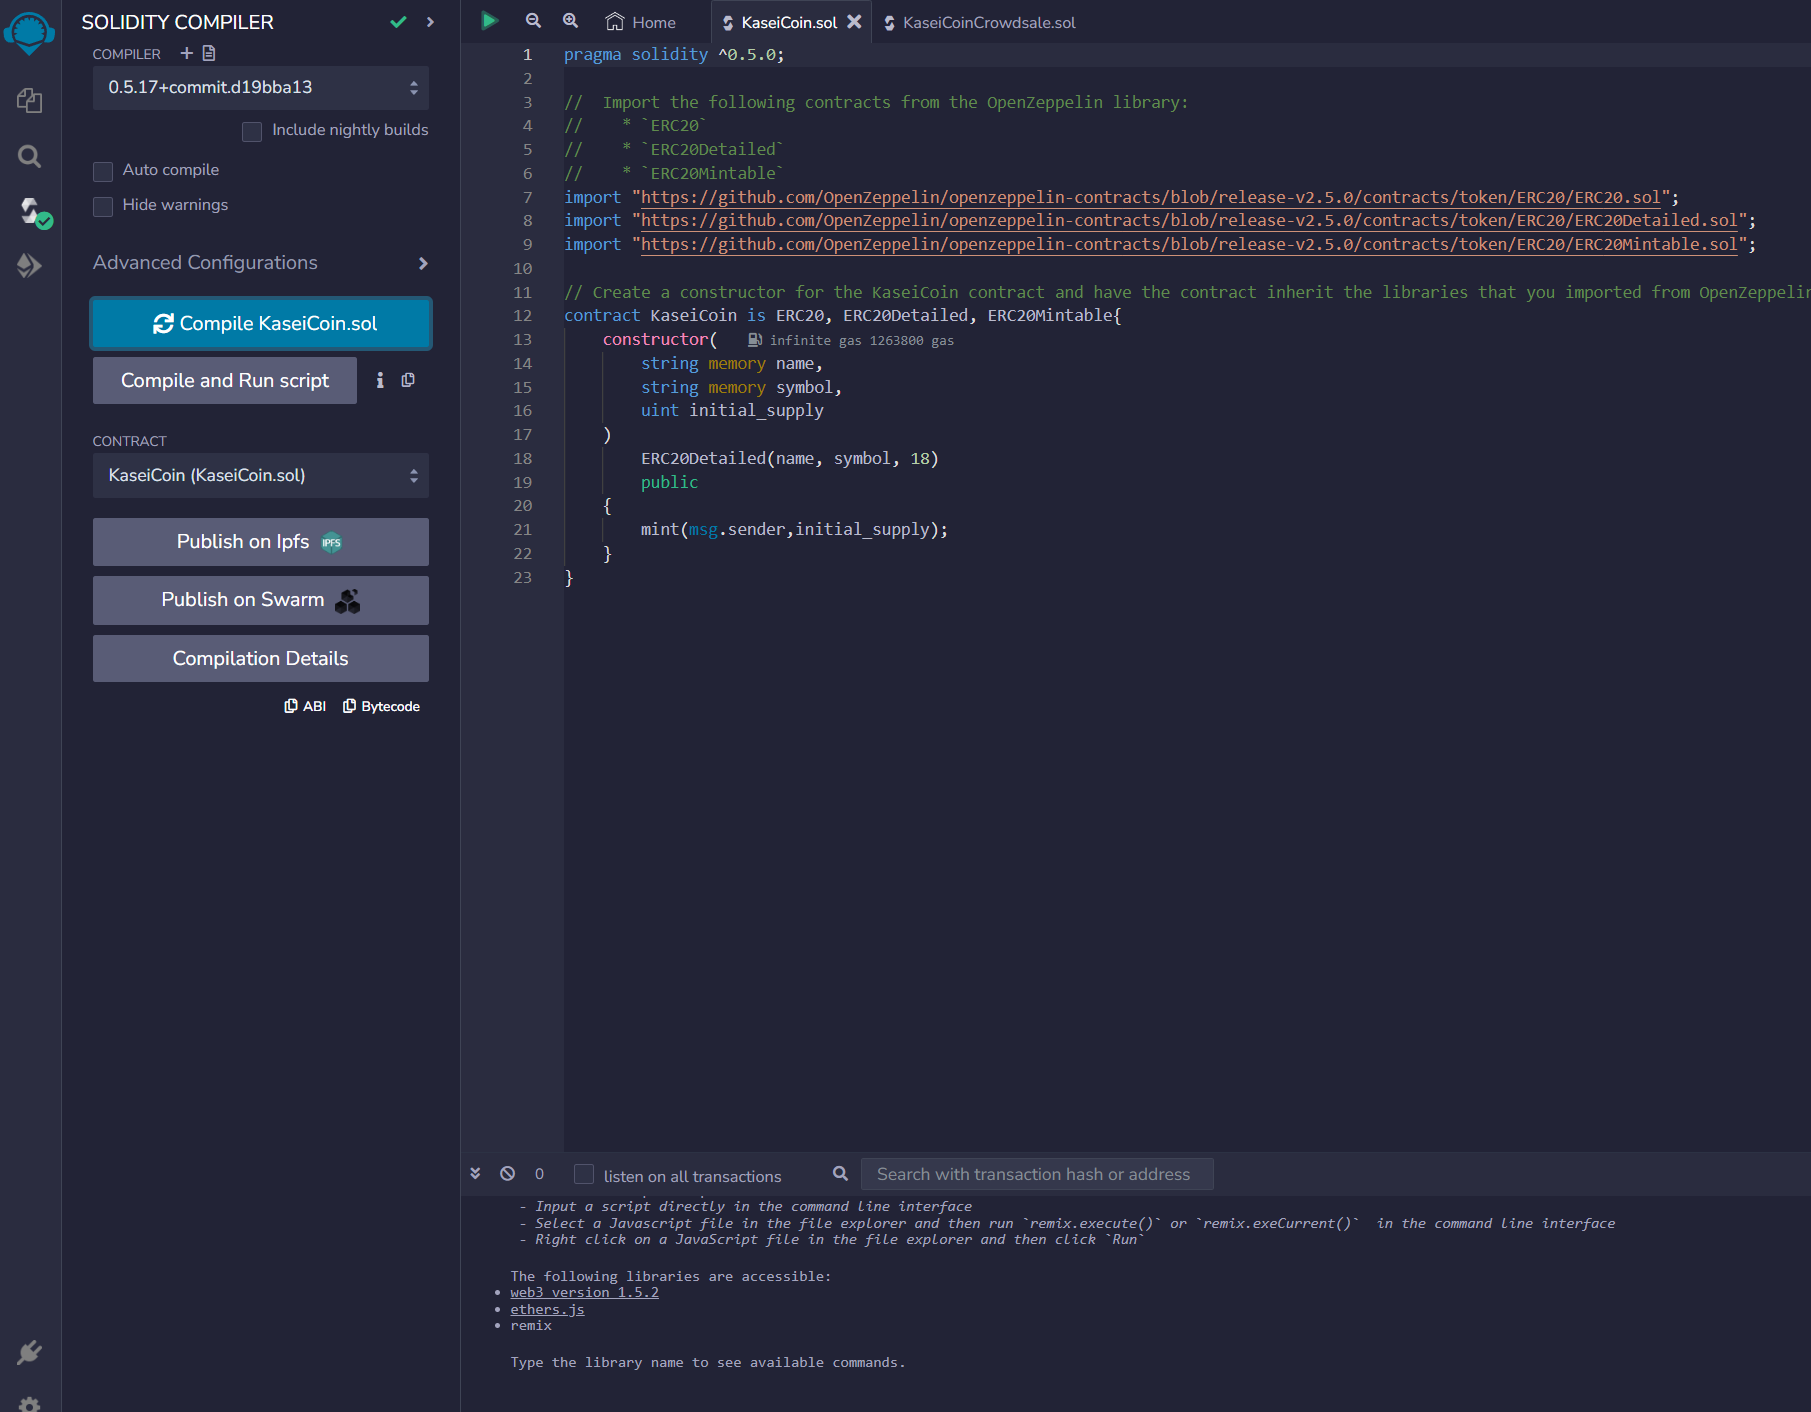 SOLIDITY COMPILER
COMPILER
0.5.17+commit.d19bba13
Include nightly builds
Auto compile
Hide warnings
Advanced Configurations
Compile KaseiCoin.sol
Compile and Run script
CONTRACT
KaseiCoin (KaseiCoin.sol)
Publish on Ipfs IPFS
Publish on Swarm
Compilation Details
ABI Bytecode
Home KaseiCoin.sol KaseiCoinCrowdsale.sol
1 pragma solidity ^0.5.0;
2
3 //  Import the following contracts from the OpenZeppelin library:
4 //    * `ERC20`
5 //    * `ERC20Detailed`
6 //    * `ERC20Mintable`
7 import "https://github.com/OpenZeppelin/openzeppelin-contracts/blob/release-v2.5.0/contracts/token/ERC20/ERC20.sol";
8 import "https://github.com/OpenZeppelin/openzeppelin-contracts/blob/release-v2.5.0/contracts/token/ERC20/ERC20Detailed.sol";
9 import "https://github.com/OpenZeppelin/openzeppelin-contracts/blob/release-v2.5.0/contracts/token/ERC20/ERC20Mintable.sol";
10
11 // Create a constructor for the KaseiCoin contract and have the contract inherit the libraries that you imported from OpenZeppelin
12 contract KaseiCoin is ERC20, ERC20Detailed, ERC20Mintable{
13     constructor(   infinite gas 1263800 gas
14         string memory name,
15         string memory symbol,
16         uint initial_supply
17     )
18         ERC20Detailed(name, symbol, 18)
19         public
20     {
21         mint(msg.sender,initial_supply);
22     }
23 }
0 listen on all transactions Search with transaction hash or address
- Input a script directly in the command line interface
- Select a Javascript file in the file explorer and then run `remix.execute()` or `remix.exeCurrent()`  in the command line interface
- Right click on a JavaScript file in the file explorer and then click `Run`
The following libraries are accessible:
• web3 version 1.5.2
• ethers.js
• remix
Type the library name to see available commands.